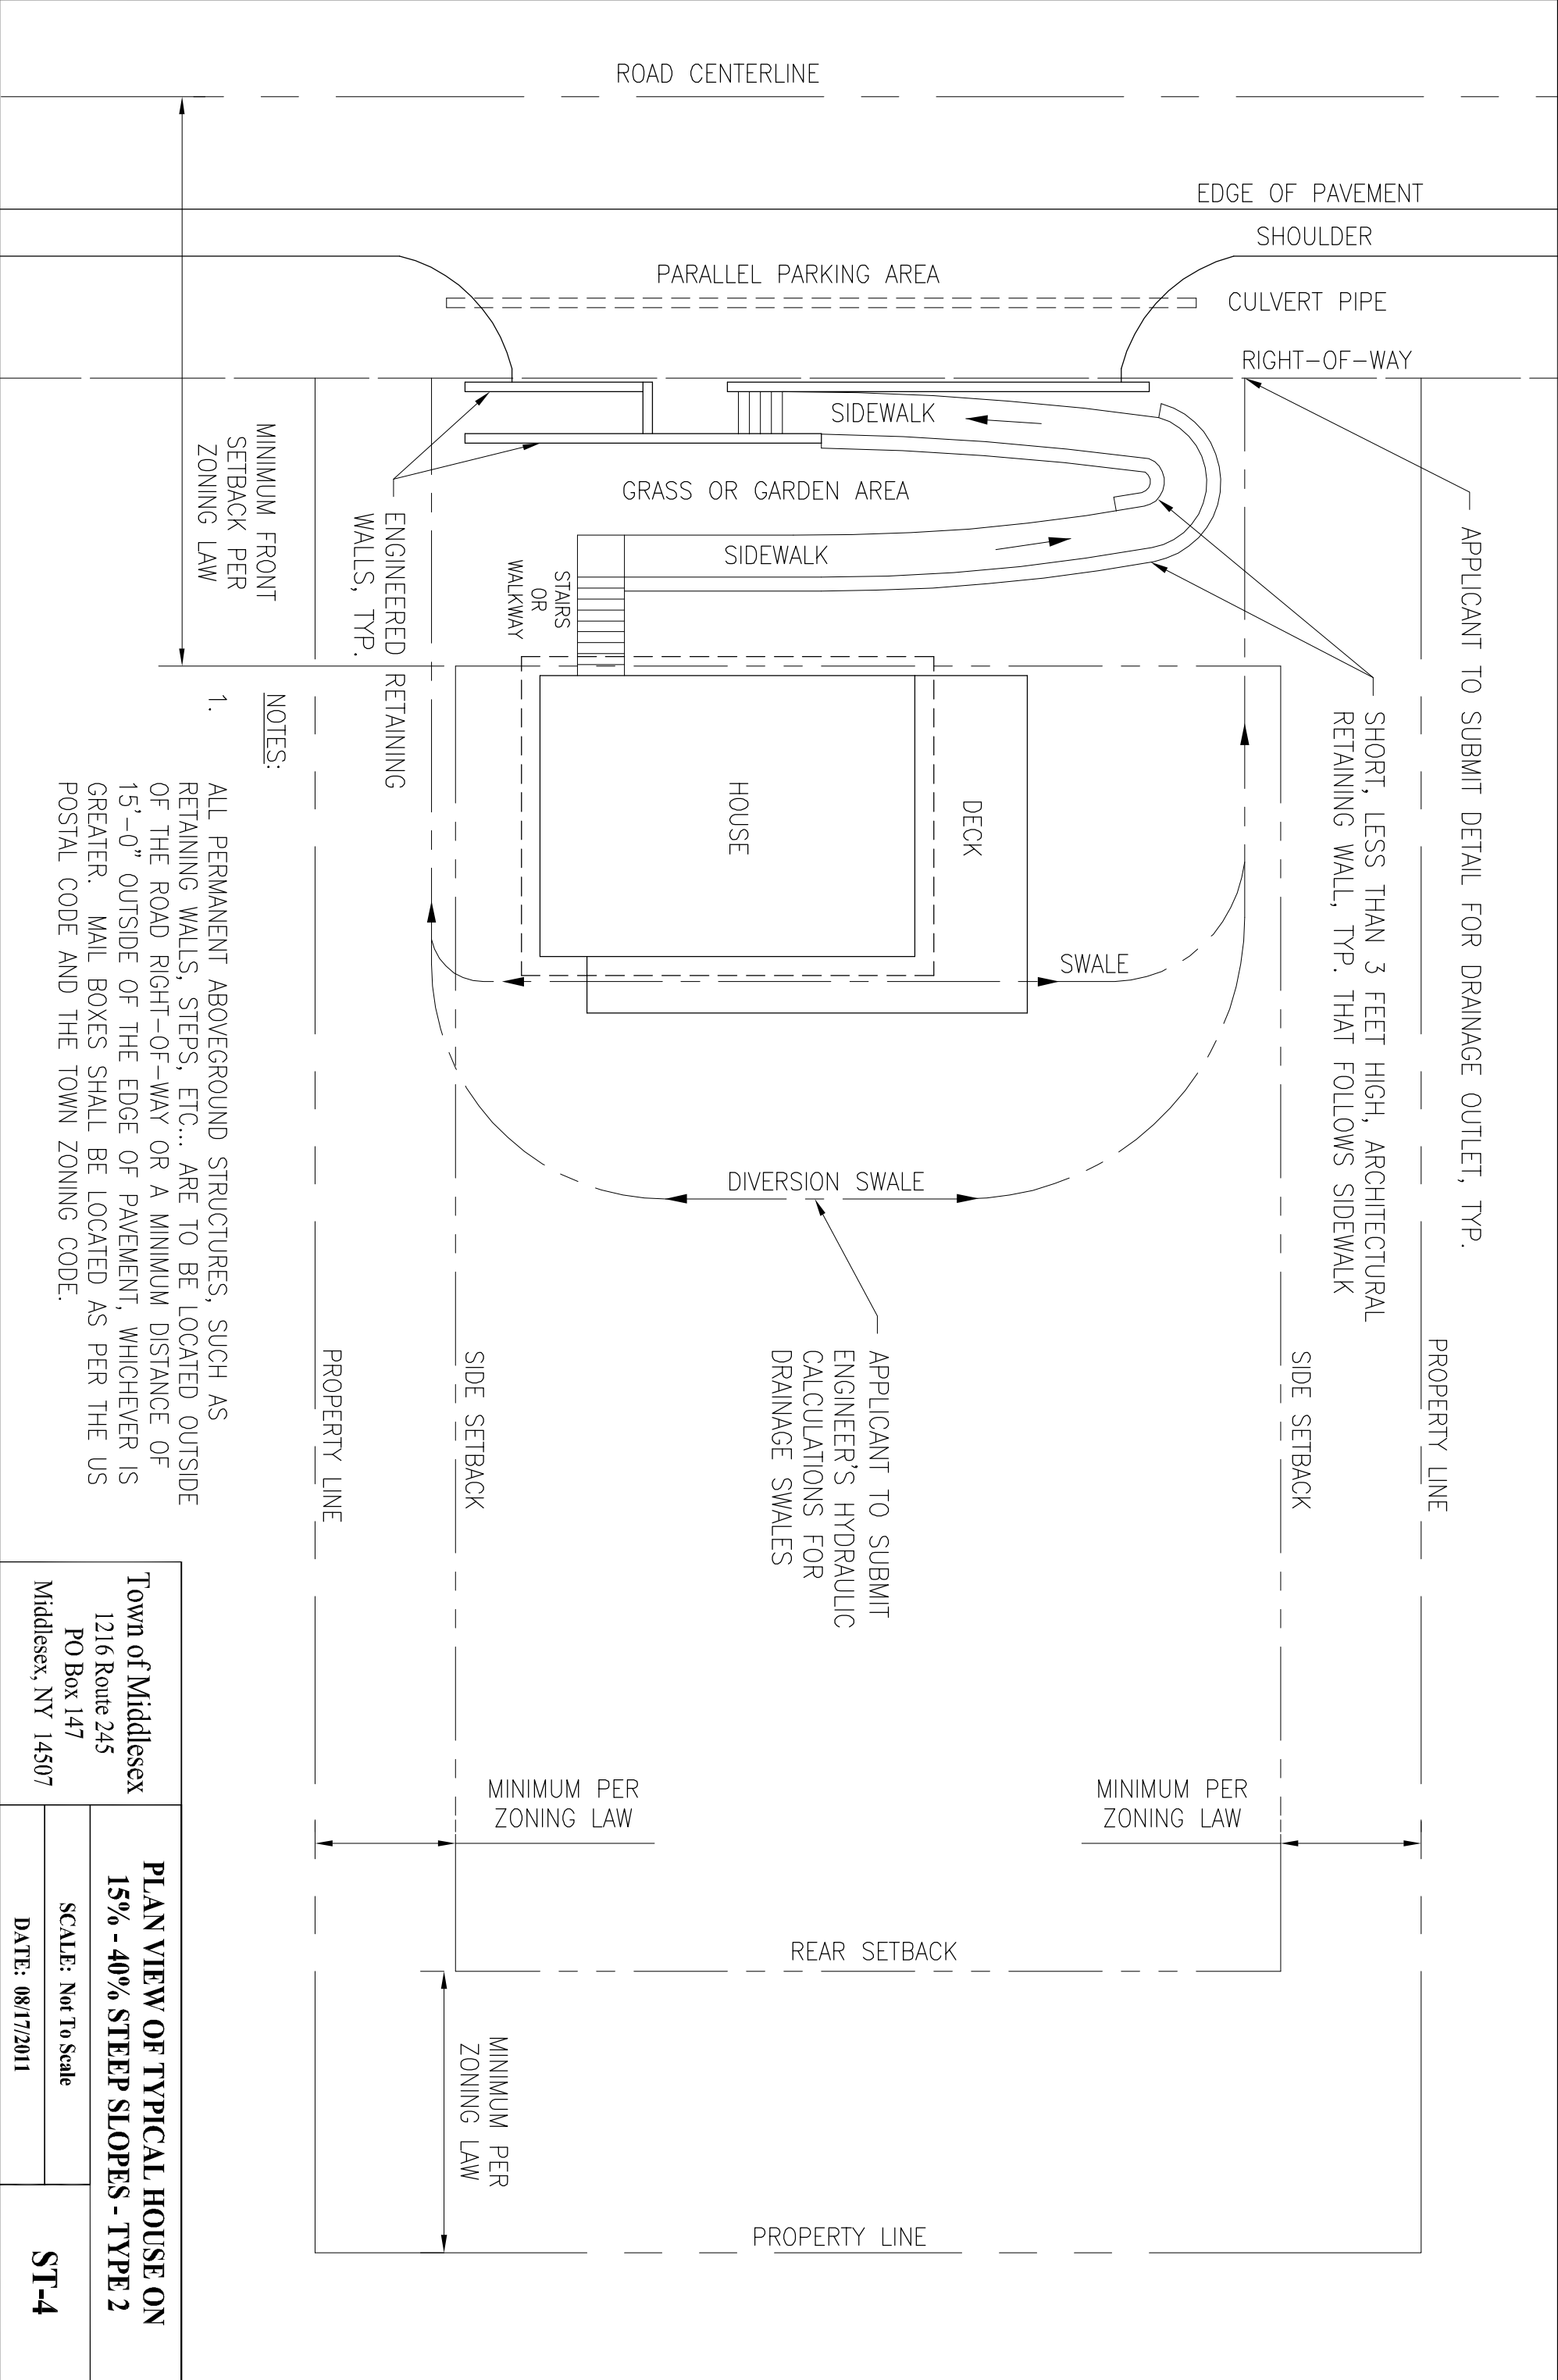 ROAD CENTERLINE
EDGE OF PAVEMENT
SHOULDER
PARALLEL PARKING AREA
CULVERT PIPE
RIGHT-OF-WAY
SIDEWALK
GRASS OR GARDEN AREA
SIDEWALK
STAIRS
OR
WALKWAY
MINIMUM FRONT
SETBACK PER
ZONING LAW
ENGINEERED RETAINING
WALLS, TYP.
APPLICANT TO SUBMIT DETAIL FOR DRAINAGE OUTLET, TYP.
SHORT, LESS THAN 3 FEET HIGH, ARCHITECTURAL
RETAINING WALL, TYP. THAT FOLLOWS SIDEWALK
HOUSE
DECK
SWALE
DIVERSION SWALE
APPLICANT TO SUBMIT
ENGINEER'S HYDRAULIC
CALCULATIONS FOR
DRAINAGE SWALES
PROPERTY LINE
SIDE SETBACK
SIDE SETBACK
PROPERTY LINE
MINIMUM PER
ZONING LAW
MINIMUM PER
ZONING LAW
REAR SETBACK
MINIMUM PER
ZONING LAW
PROPERTY LINE
NOTES:
1. ALL PERMANENT ABOVEGROUND STRUCTURES, SUCH AS
RETAINING WALLS, STEPS, ETC... ARE TO BE LOCATED OUTSIDE
OF THE ROAD RIGHT-OF-WAY OR A MINIMUM DISTANCE OF
15'-0" OUTSIDE OF THE EDGE OF PAVEMENT, WHICHEVER IS
GREATER. MAIL BOXES SHALL BE LOCATED AS PER THE US
POSTAL CODE AND THE TOWN ZONING CODE.
Town of Middlesex
1216 Route 245
PO Box 147
Middlesex, NY 14507
PLAN VIEW OF TYPICAL HOUSE ON
15% - 40% STEEP SLOPES - TYPE 2
SCALE: Not To Scale
DATE: 08/17/2011
ST-4